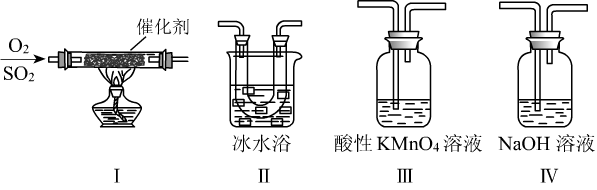 催化剂
O₂
SO₂
冰水浴
酸性 KMnO₄ 溶液
NaOH 溶液
Ⅰ
Ⅱ
Ⅲ
Ⅳ